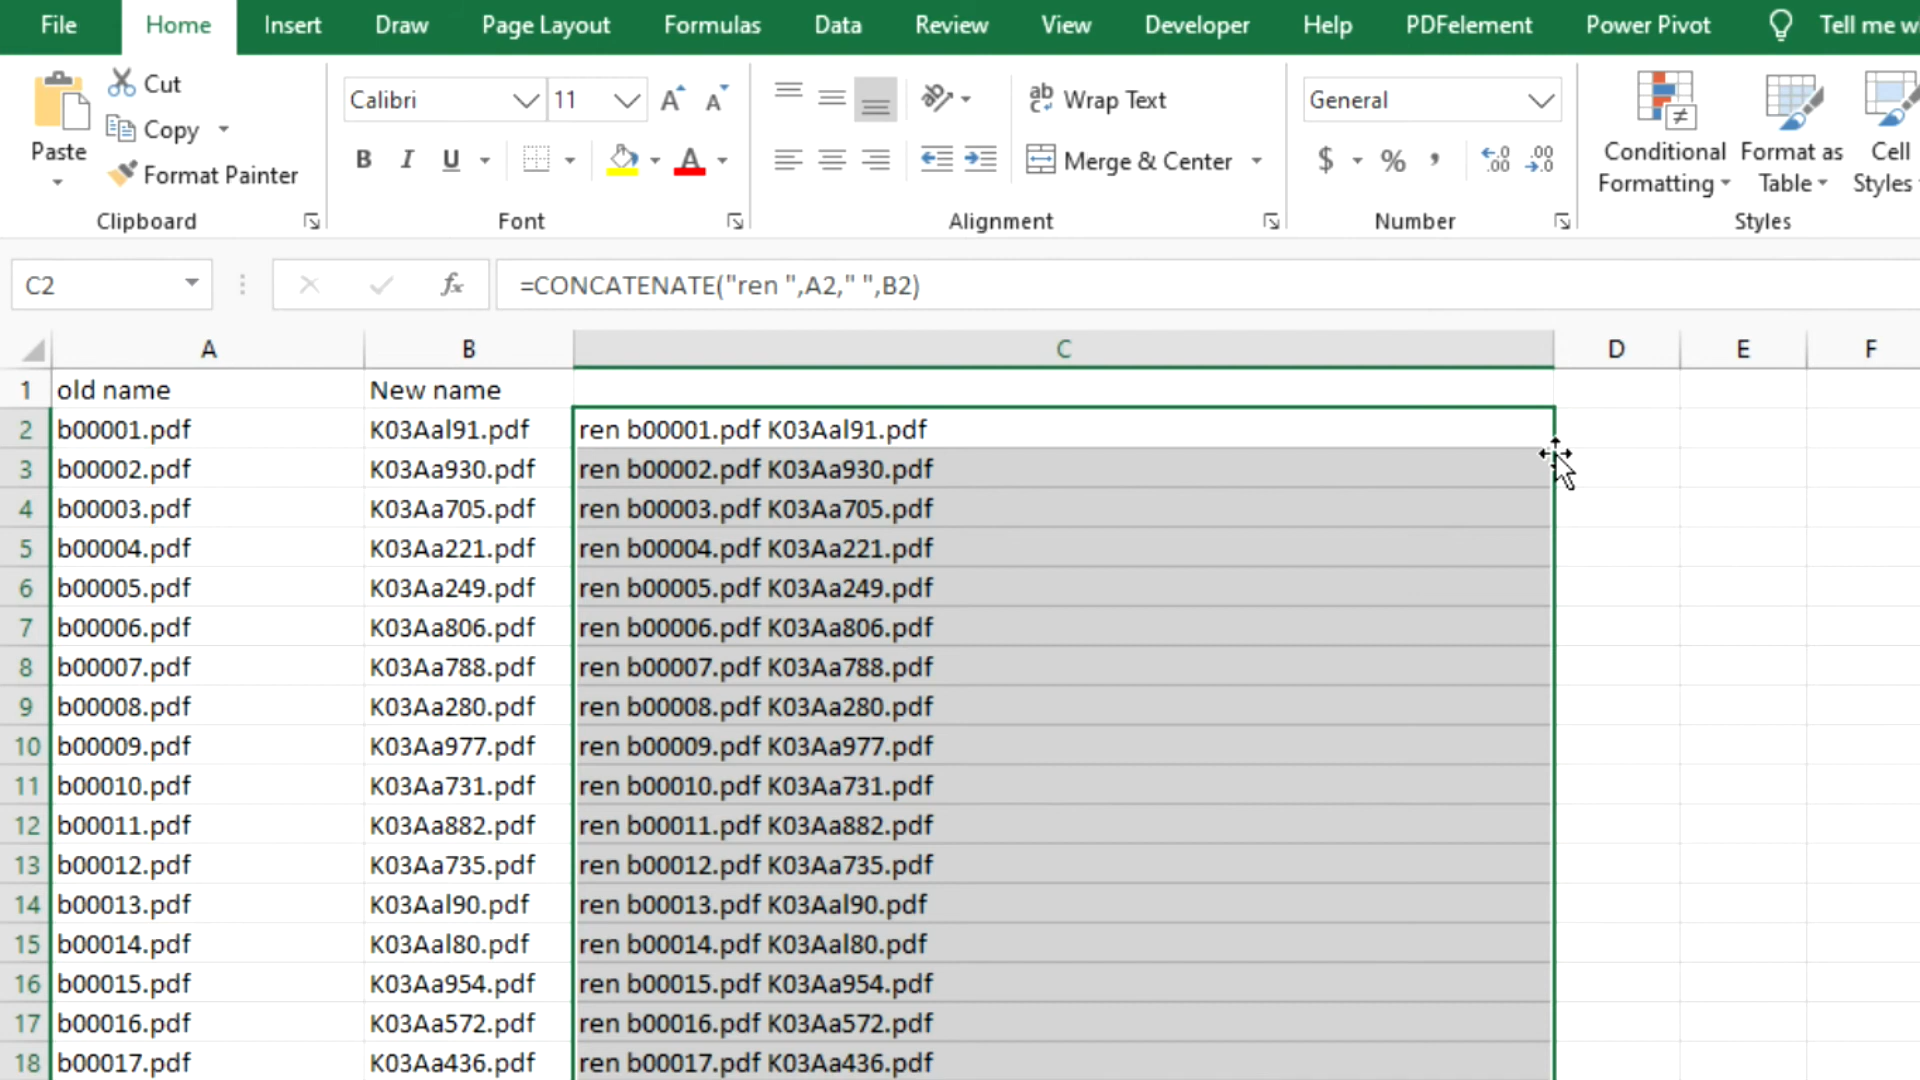 File Home Insert Draw Page Layout Formulas Data Review View Developer Help PDFelement Power Pivot Tell me w
Paste Cut Copy Format Painter Clipboard
Calibri 11 B I U A Font
ab Wrap Text Merge & Center Alignment
General $ % , Number
Conditional Formatting Format as Table Cell Styles Styles
C2 fx =CONCATENATE("ren ",A2," ",B2)
A B C D E F
1 old name New name
2 b00001.pdf K03Aal91.pdf ren b00001.pdf K03Aal91.pdf
3 b00002.pdf K03Aa930.pdf ren b00002.pdf K03Aa930.pdf
4 b00003.pdf K03Aa705.pdf ren b00003.pdf K03Aa705.pdf
5 b00004.pdf K03Aa221.pdf ren b00004.pdf K03Aa221.pdf
6 b00005.pdf K03Aa249.pdf ren b00005.pdf K03Aa249.pdf
7 b00006.pdf K03Aa806.pdf ren b00006.pdf K03Aa806.pdf
8 b00007.pdf K03Aa788.pdf ren b00007.pdf K03Aa788.pdf
9 b00008.pdf K03Aa280.pdf ren b00008.pdf K03Aa280.pdf
10 b00009.pdf K03Aa977.pdf ren b00009.pdf K03Aa977.pdf
11 b00010.pdf K03Aa731.pdf ren b00010.pdf K03Aa731.pdf
12 b00011.pdf K03Aa882.pdf ren b00011.pdf K03Aa882.pdf
13 b00012.pdf K03Aa735.pdf ren b00012.pdf K03Aa735.pdf
14 b00013.pdf K03Aal90.pdf ren b00013.pdf K03Aal90.pdf
15 b00014.pdf K03Aal80.pdf ren b00014.pdf K03Aal80.pdf
16 b00015.pdf K03Aa954.pdf ren b00015.pdf K03Aa954.pdf
17 b00016.pdf K03Aa572.pdf ren b00016.pdf K03Aa572.pdf
18 b00017.pdf K03Aa436.pdf ren b00017.pdf K03Aa436.pdf